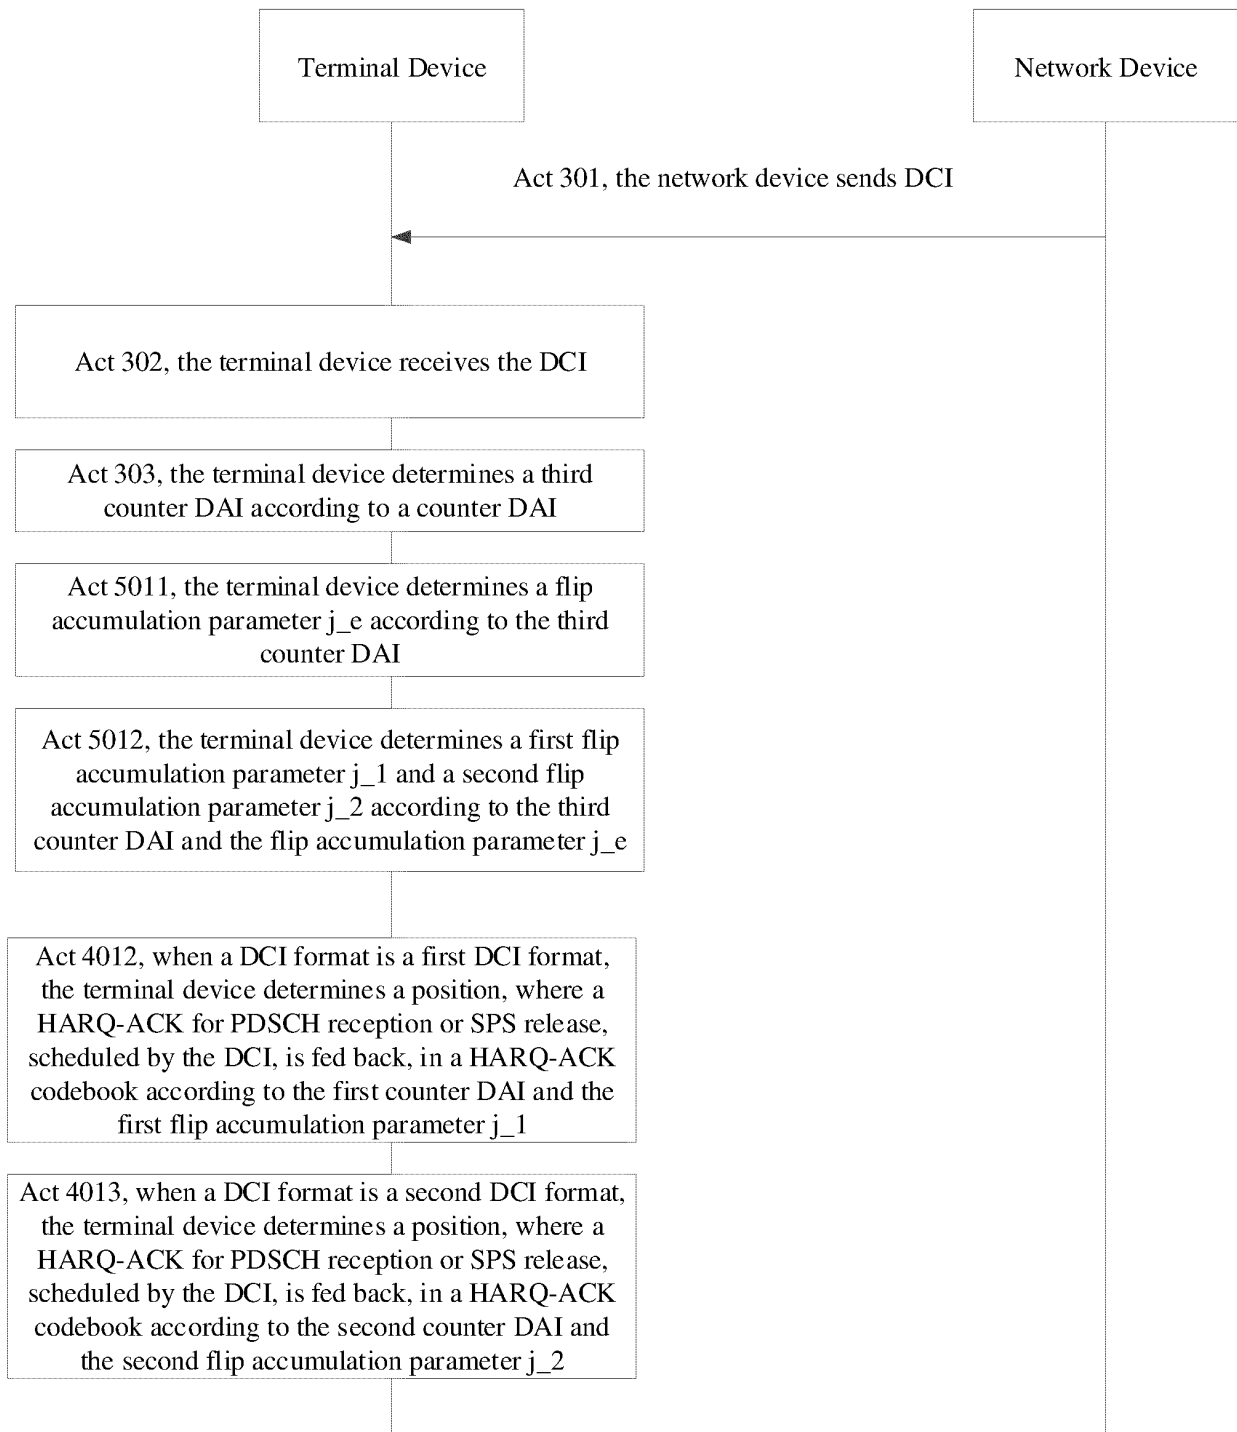 Terminal Device
Network Device
Act 301, the network device sends DCI
Act 302, the terminal device receives the DCI
Act 303, the terminal device determines a third
counter DAI according to a counter DAI
Act 5011, the terminal device determines a flip
accumulation parameter j_e according to the third
counter DAI
Act 5012, the terminal device determines a first flip
accumulation parameter j_1 and a second flip
accumulation parameter j_2 according to the third
counter DAI and the flip accumulation parameter j_e
Act 4012, when a DCI format is a first DCI format,
the terminal device determines a position, where a
HARQ-ACK for PDSCH reception or SPS release,
scheduled by the DCI, is fed back, in a HARQ-ACK
codebook according to the first counter DAI and the
first flip accumulation parameter j_1
Act 4013, when a DCI format is a second DCI format,
the terminal device determines a position, where a
HARQ-ACK for PDSCH reception or SPS release,
scheduled by the DCI, is fed back, in a HARQ-ACK
codebook according to the second counter DAI and
the second flip accumulation parameter j_2